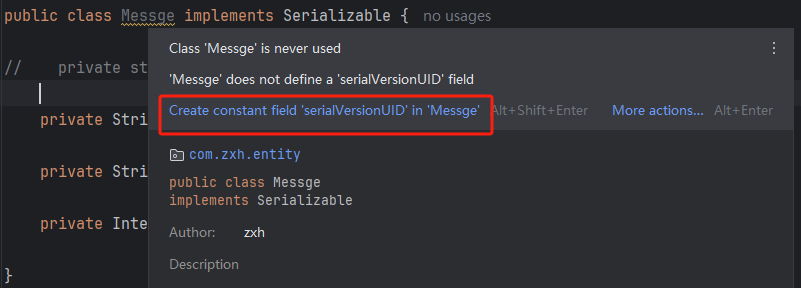 public class Messge implements Serializable {  no usages
Class 'Messge' is never used
//    private st
'Messge' does not define a 'serialVersionUID' field
Create constant field 'serialVersionUID' in 'Messge' Alt+Shift+Enter More actions... Alt+Enter
private Stri
com.zxh.entity
private Stri
public class Messge
implements Serializable
private Inte
Author: zxh
Description
}